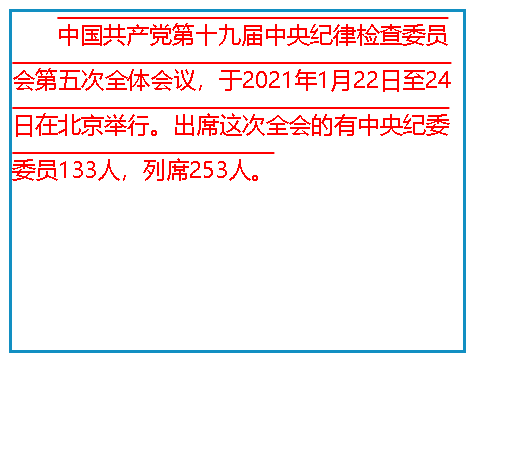 中国共产党第十九届中央纪律检查委员
会第五次全体会议，于2021年1月22日至24
日在北京举行。出席这次全会的有中央纪委
委员133人，列席253人。